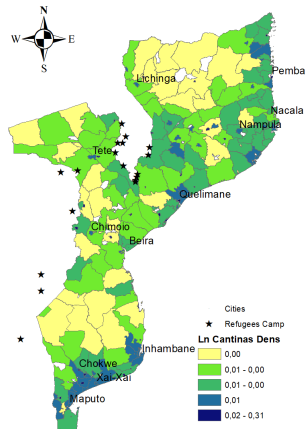 N
W
E
S
Lichinga
Pemba
Nacala
Nampula
Tete
Quelimane
Chimoio
Beira
Inhambane
Chokwe
Xai-Xai
Maputo
Cities
Refugees Camp
Ln Cantinas Dens
0,00
0,01 - 0,00
0,01 - 0,00
0,01
0,02 - 0,31